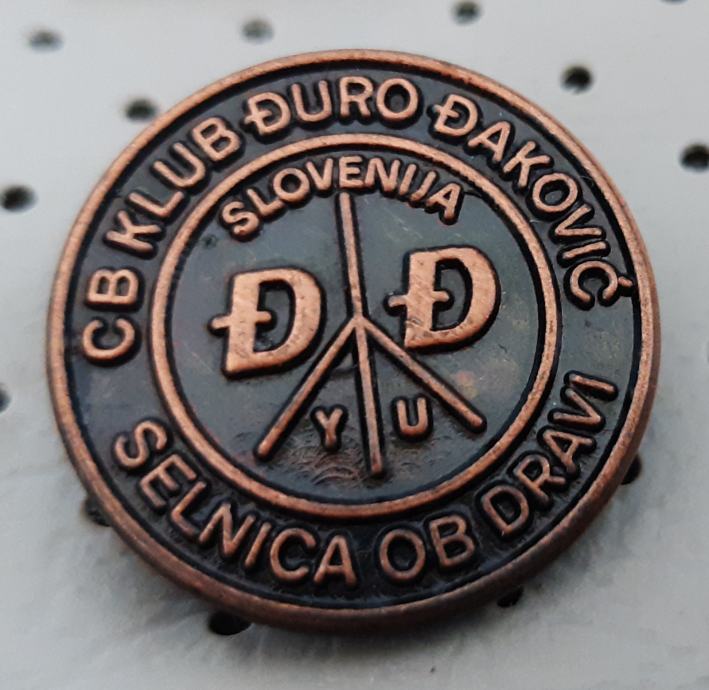 CB KLUB ĐURO ĐAKOVIĆ
SLOVENIJA
Đ Đ
Y U
SELNICA OB DRAVI